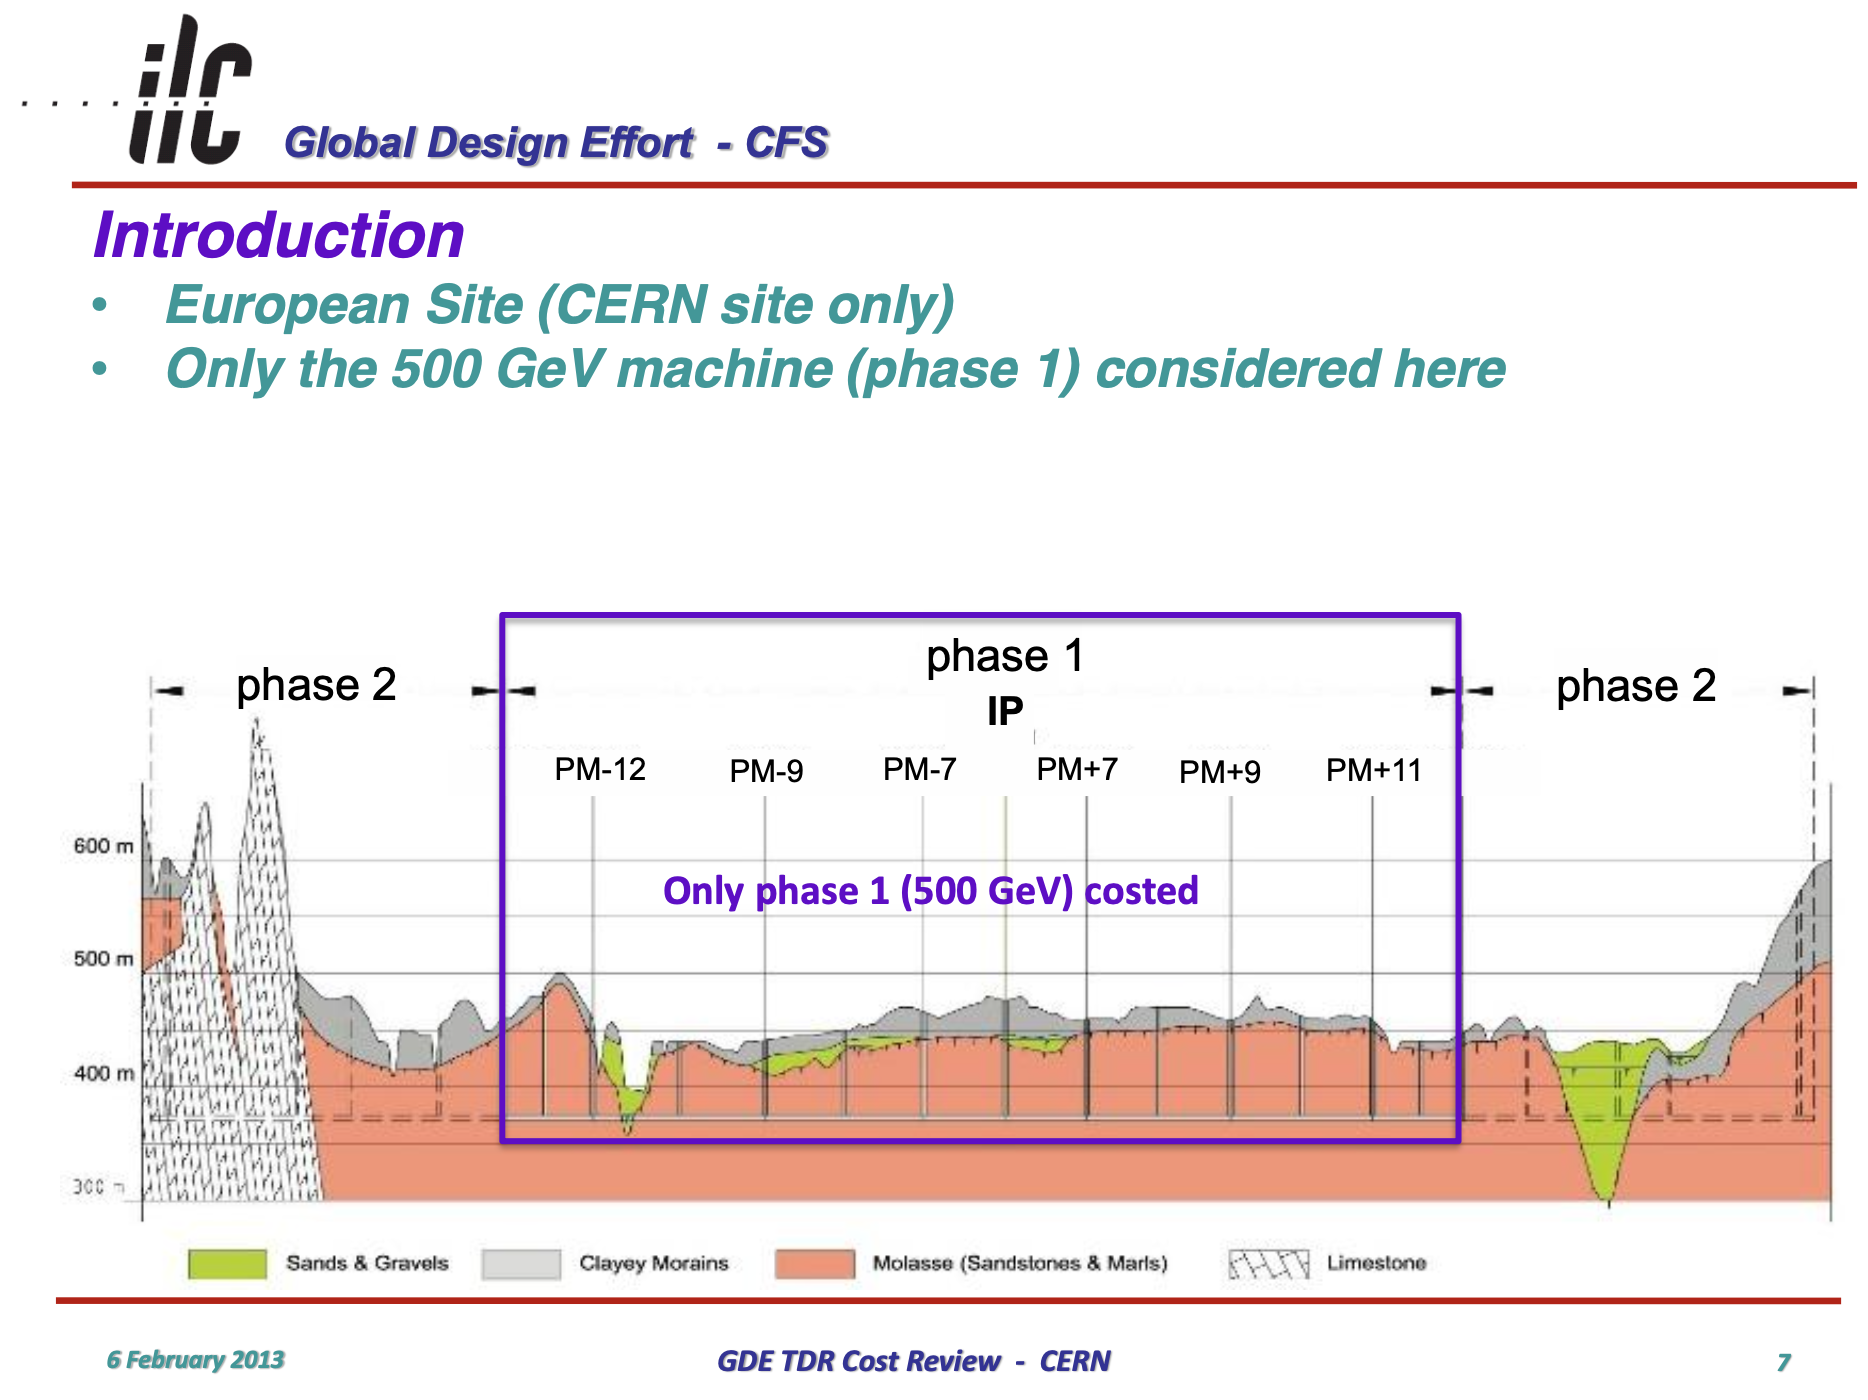 ilc
Global Design Effort - CFS
Introduction
• European Site (CERN site only)
• Only the 500 GeV machine (phase 1) considered here
phase 2
phase 1
phase 2
IP
PM-12 PM-9 PM-7 PM+7 PM+9 PM+11
600 m
Only phase 1 (500 GeV) costed
500 m
400 m
300 m
Sands & Gravels Clayey Morains Molasse (Sandstones & Marls) Limestone
6 February 2013 GDE TDR Cost Review - CERN 7